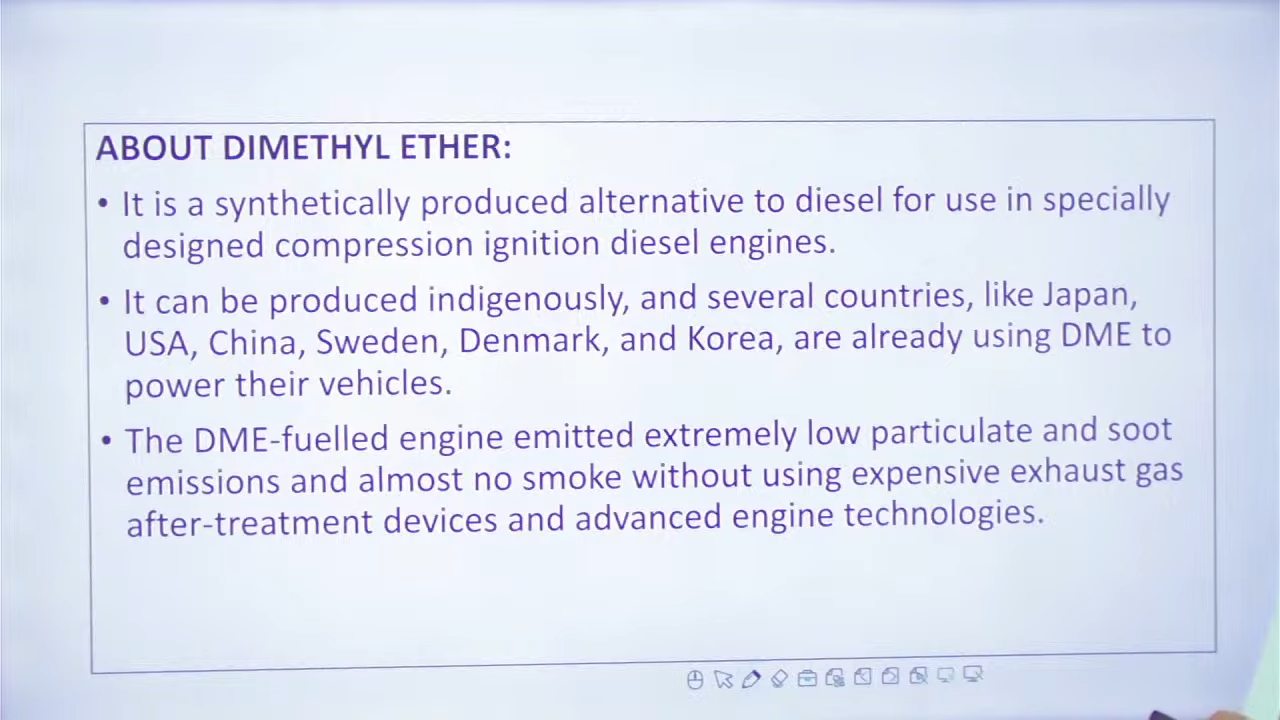 ABOUT DIMETHYL ETHER:
• It is a synthetically produced alternative to diesel for use in specially
designed compression ignition diesel engines.
• It can be produced indigenously, and several countries, like Japan,
USA, China, Sweden, Denmark, and Korea, are already using DME to
power their vehicles.
• The DME-fuelled engine emitted extremely low particulate and soot
emissions and almost no smoke without using expensive exhaust gas
after-treatment devices and advanced engine technologies.